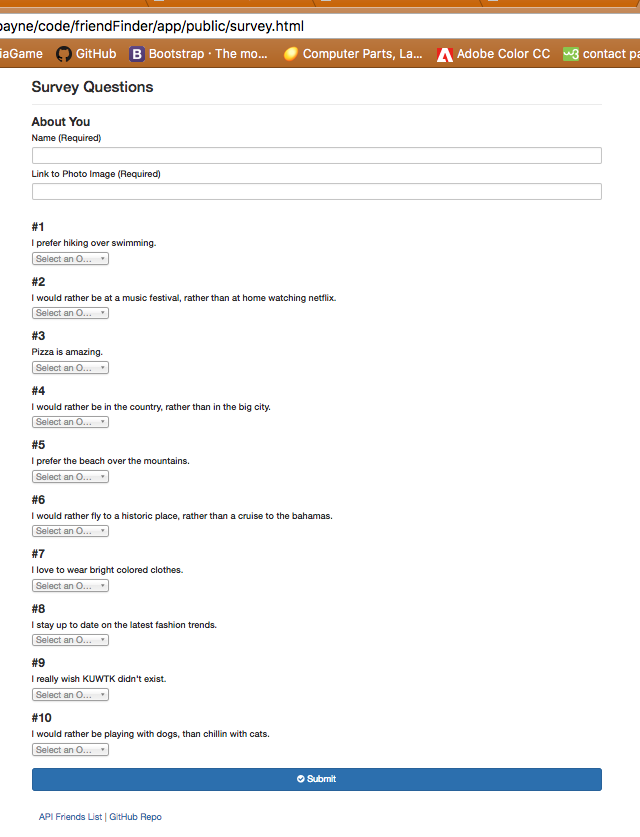 payne/code/friendFinder/app/public/survey.html
iaGame GitHub Bootstrap · The mo... Computer Parts, La... Adobe Color CC contact pa
Survey Questions
About You
Name (Required)
Link to Photo Image (Required)
#1
I prefer hiking over swimming.
Select an O...
#2
I would rather be at a music festival, rather than at home watching netflix.
Select an O...
#3
Pizza is amazing.
Select an O...
#4
I would rather be in the country, rather than in the big city.
Select an O...
#5
I prefer the beach over the mountains.
Select an O...
#6
I would rather fly to a historic place, rather than a cruise to the bahamas.
Select an O...
#7
I love to wear bright colored clothes.
Select an O...
#8
I stay up to date on the latest fashion trends.
Select an O...
#9
I really wish KUWTK didn't exist.
Select an O...
#10
I would rather be playing with dogs, than chillin with cats.
Select an O...
Submit
API Friends List | GitHub Repo